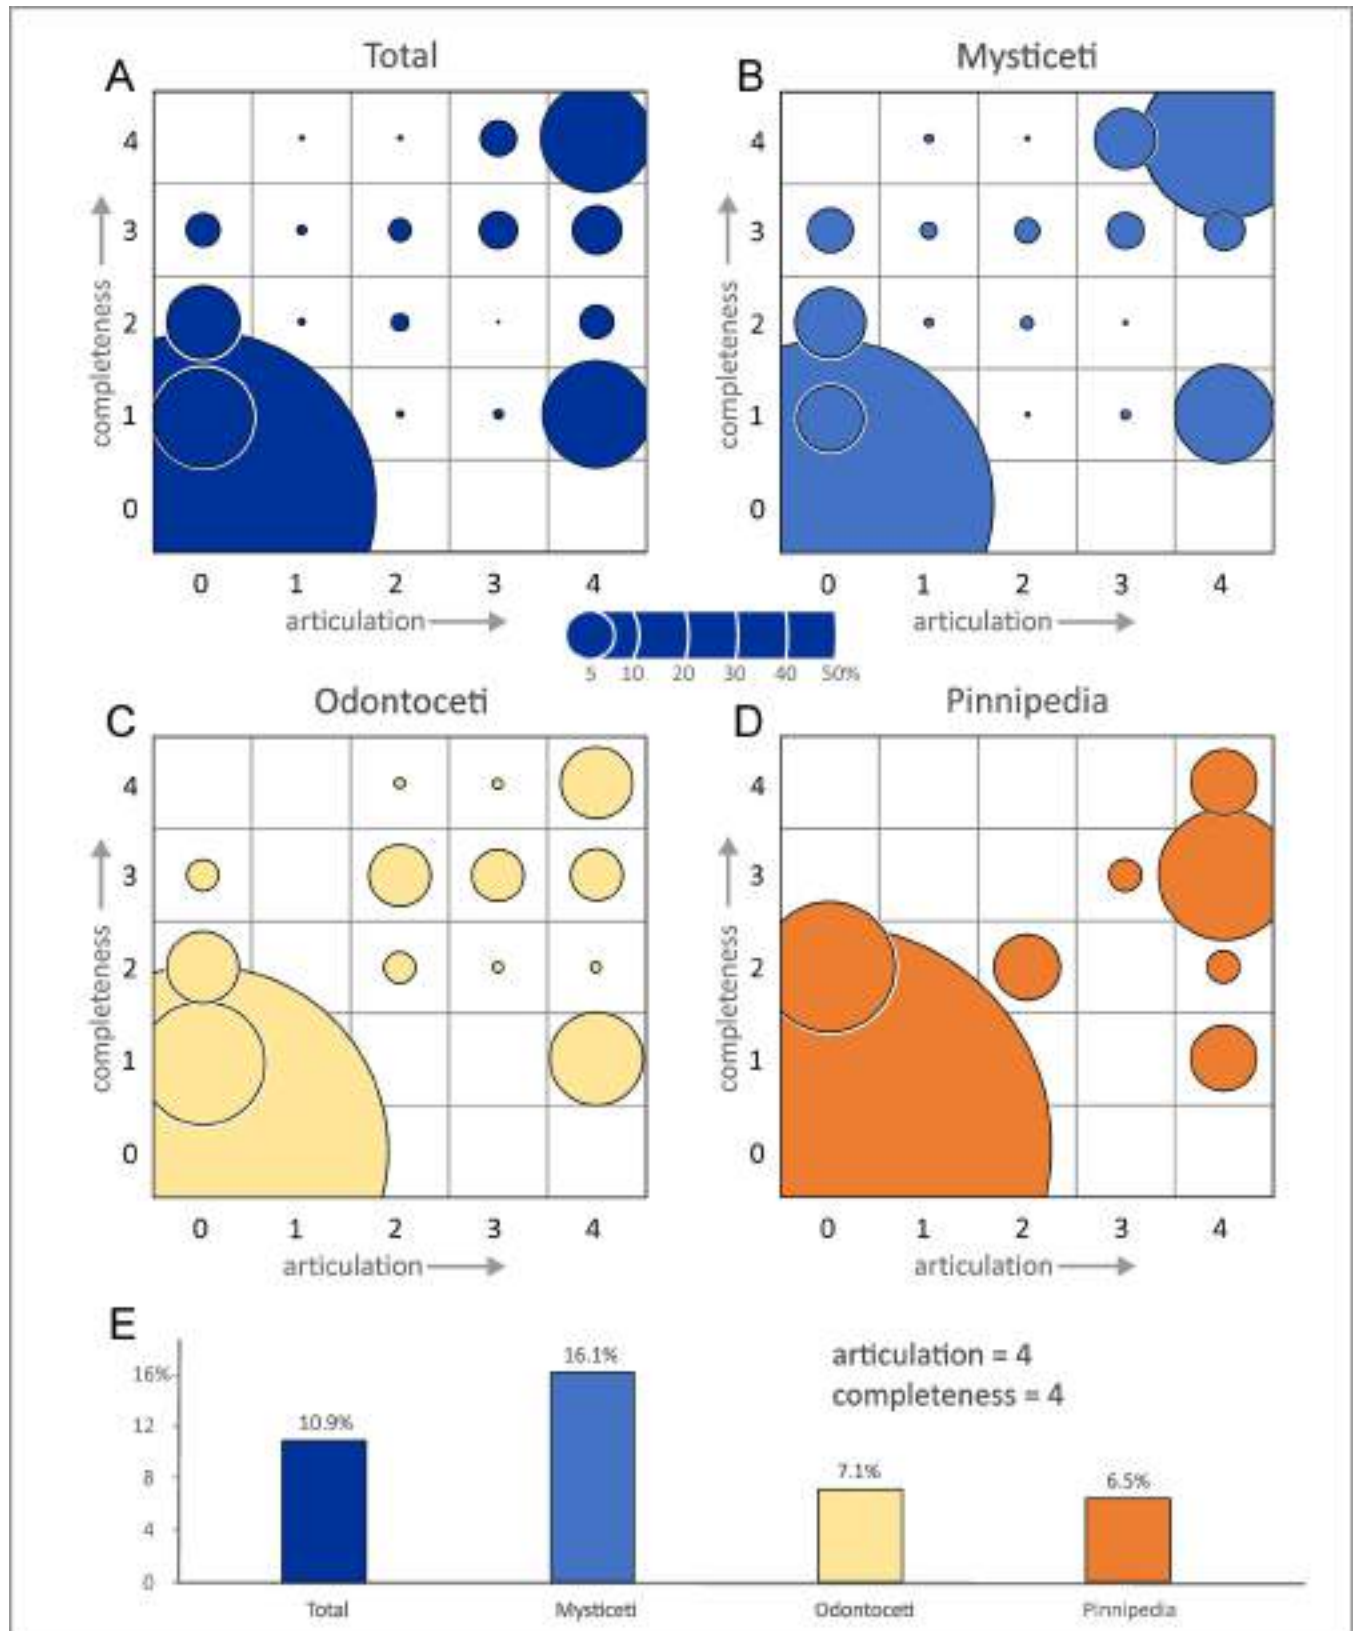 A Total
B Mysticeti
4
3
2
1
0
completeness
0 1 2 3 4
articulation
4
3
2
1
0
completeness
0 1 2 3 4
articulation
5 10 20 30 40 50%
C Odontoceti
D Pinnipedia
4
3
2
1
0
completeness
0 1 2 3 4
articulation
4
3
2
1
0
completeness
0 1 2 3 4
articulation
E
articulation = 4
completeness = 4
16%
12
8
4
0
10.9%
16.1%
7.1%
6.5%
Total Mysticeti Odontoceti Pinnipedia